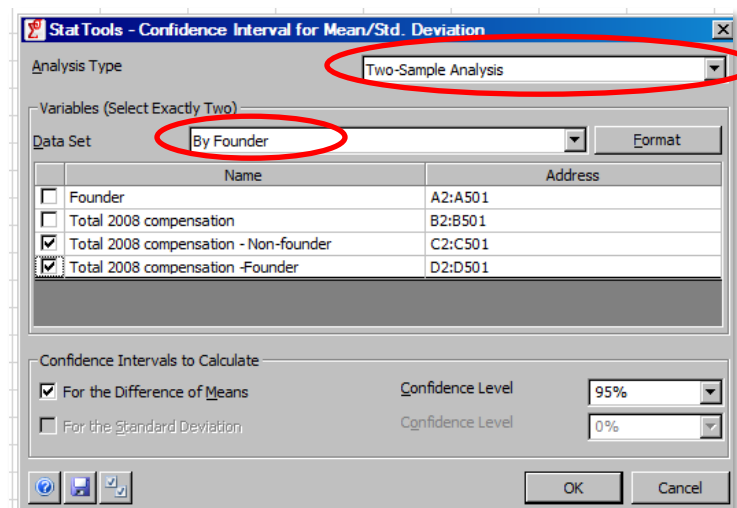 StatTools - Confidence Interval for Mean/Std. Deviation
Analysis Type Two-Sample Analysis
Variables (Select Exactly Two)
Data Set By Founder Format
Name Address
Founder A2:A501
Total 2008 compensation B2:B501
Total 2008 compensation - Non-founder C2:C501
Total 2008 compensation -Founder D2:D501
Confidence Intervals to Calculate
For the Difference of Means Confidence Level 95%
For the Standard Deviation Confidence Level 0%
OK Cancel